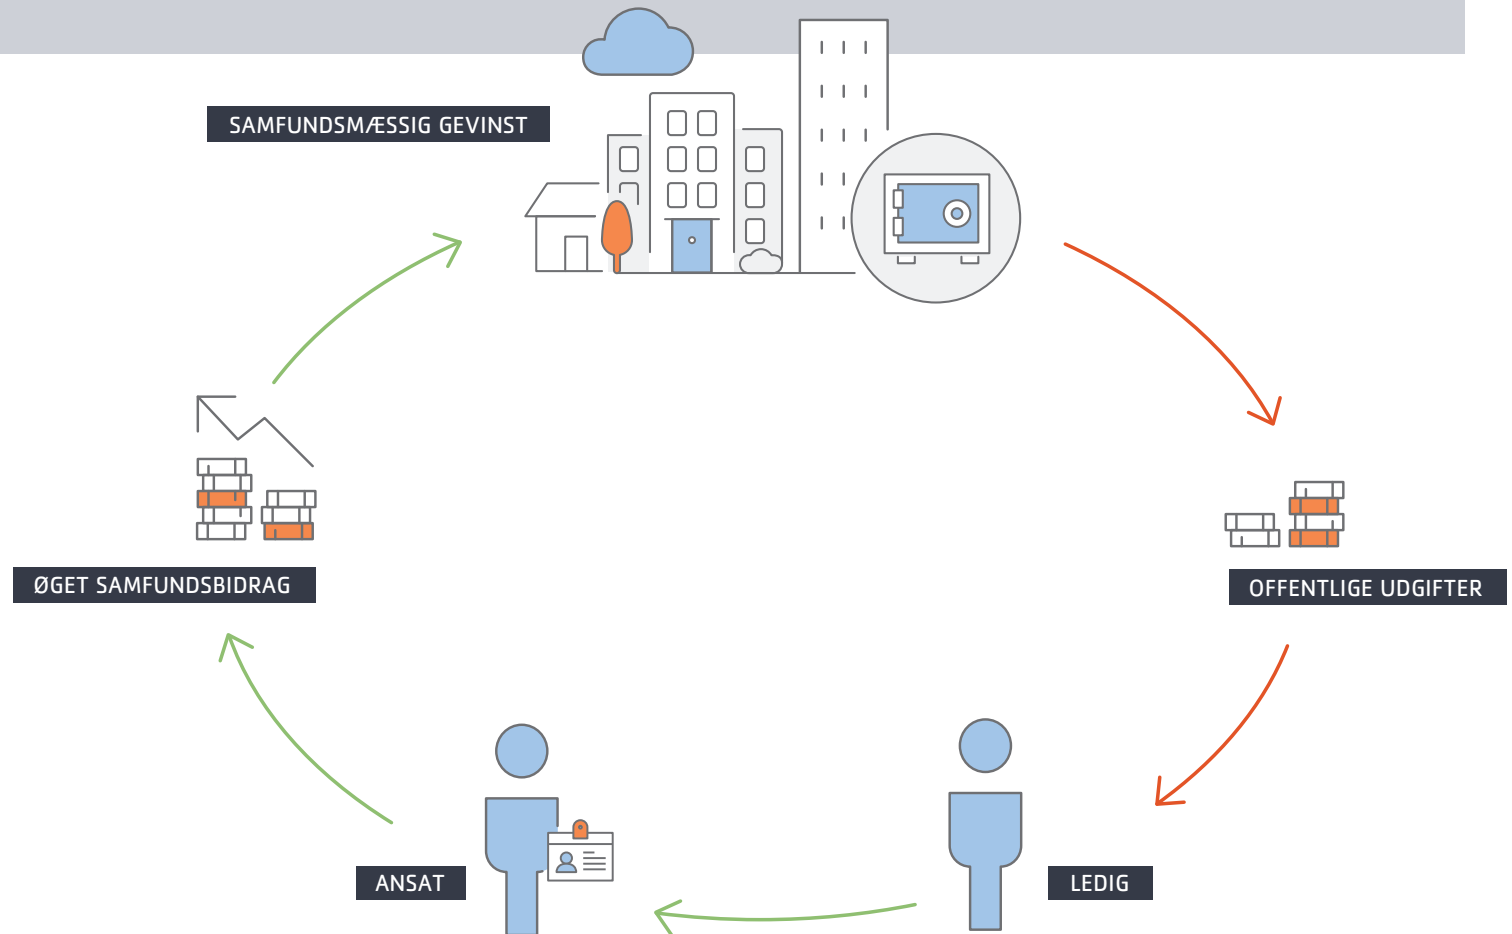 SAMFUNDSMÆSSIG GEVINST
ØGET SAMFUNDSBIDRAG
OFFENTLIGE UDGIFTER
ANSAT
LEDIG